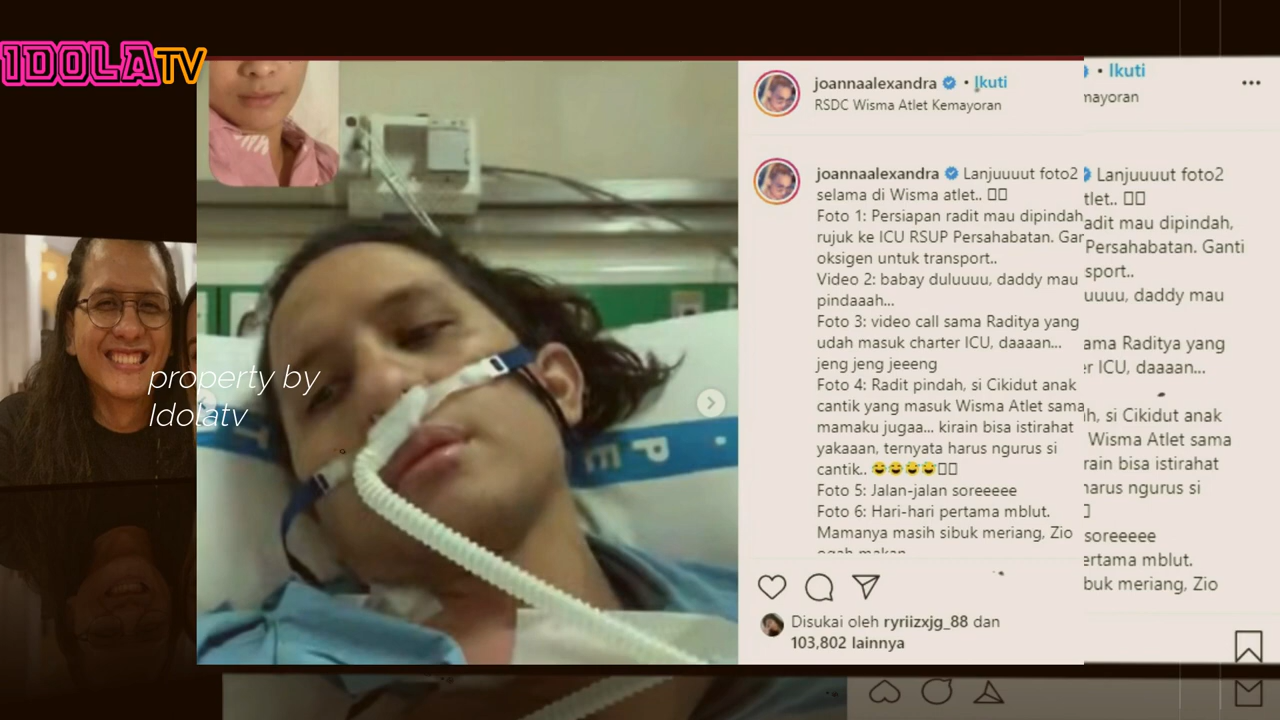 IDOLATV
joannaalexandra • Ikuti
RSDC Wisma Atlet Kemayoran
joannaalexandra Lanjuuuut foto2
selama di Wisma atlet..
Foto 1: Persiapan radit mau dipindah,
rujuk ke ICU RSUP Persahabatan. Gan
oksigen untuk transport..
Video 2: babay duluuuu, daddy mau
pindaaah...
Foto 3: video call sama Raditya yang
udah masuk charter ICU, daaaan...
jeng jeng jeeeng
Foto 4: Radit pindah, si Cikidut anak
cantik yang masuk Wisma Atlet sama
mamaku jugaa... kirain bisa istirahat
yakaaan, ternyata harus ngurus si
cantik.. 😂😂😂😂
Foto 5: Jalan-jalan soreeeee
Foto 6: Hari-hari pertama mblut.
Mamanya masih sibuk meriang, Zio
ogah makan
Disukai oleh ryriizxjg_88 dan
103,802 lainnya
• Ikuti
mayoran
Lanjuuuut foto2
tlet..
adit mau dipindah,
Persahabatan. Ganti
sport..
uuuu, daddy mau
ama Raditya yang
er ICU, daaaan...
h, si Cikidut anak
Wisma Atlet sama
rain bisa istirahat
harus ngurus si
soreeeee
ertama mblut.
buk meriang, Zio
property by
Idolatv
T
P E